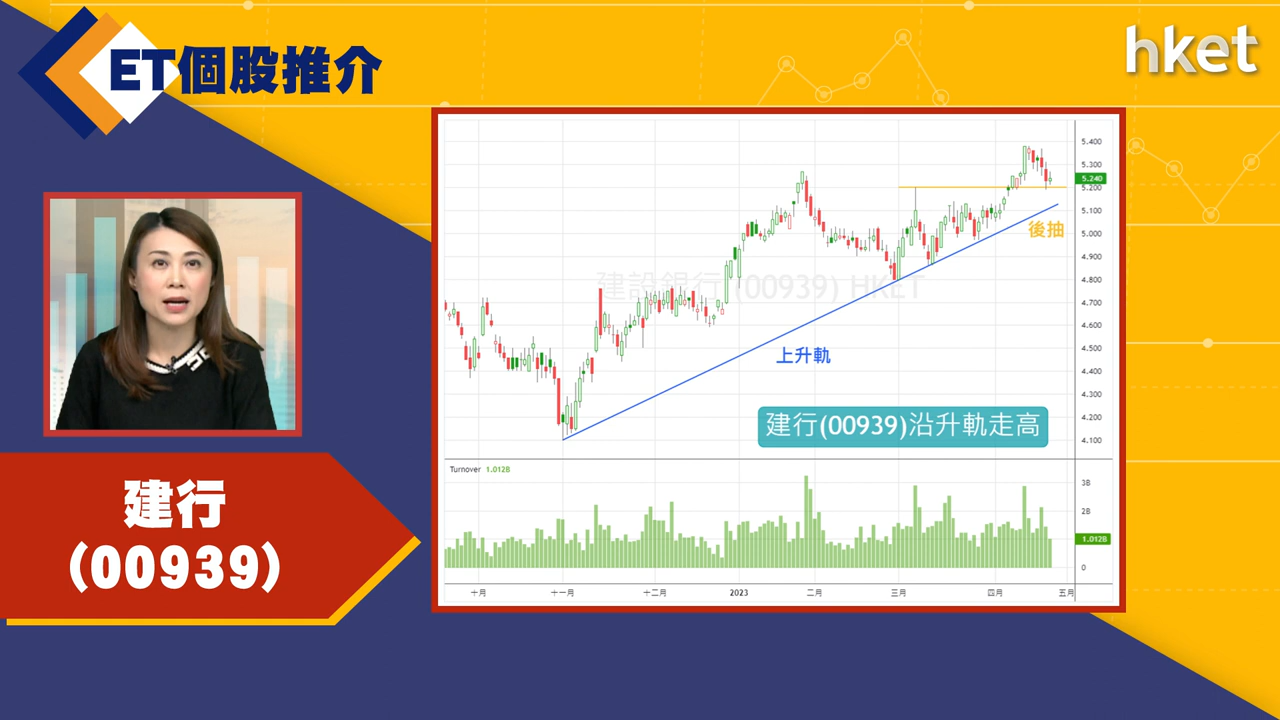 ET個股推介
hket
建行
(00939)
5.400
5.300
5.240
5.200
5.100
5.000
4.900
4.800
4.700
4.600
4.500
4.400
4.300
4.200
4.100
後抽
建設銀行 (00939) HKET
上升軌
建行(00939)沿升軌走高
Turnover 1.012B
3B
2B
1.012B
0
十月 十一月 十二月 2023 二月 三月 四月 五月